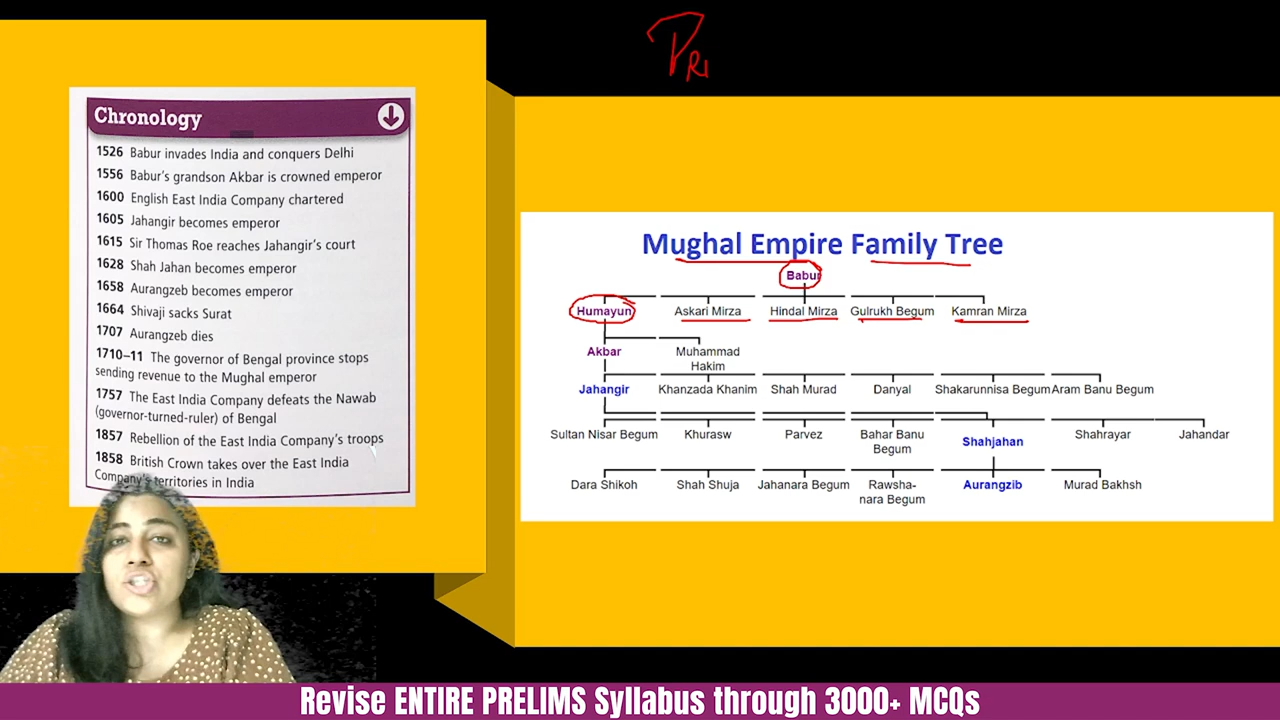 PRI
Chronology
1526 Babur invades India and conquers Delhi
1556 Babur's grandson Akbar is crowned emperor
1600 English East India Company chartered
1605 Jahangir becomes emperor
1615 Sir Thomas Roe reaches Jahangir's court
1628 Shah Jahan becomes emperor
1658 Aurangzeb becomes emperor
1664 Shivaji sacks Surat
1707 Aurangzeb dies
1710–11 The governor of Bengal province stops
sending revenue to the Mughal emperor
1757 The East India Company defeats the Nawab
(governor-turned-ruler) of Bengal
1857 Rebellion of the East India Company's troops
1858 British Crown takes over the East India
Company's territories in India
Mughal Empire Family Tree
Babur
Humayun Askari Mirza Hindal Mirza Gulrukh Begum Kamran Mirza
Akbar Muhammad
Hakim
Jahangir Khanzada Khanim Shah Murad Danyal Shakarunnisa Begum Aram Banu Begum
Sultan Nisar Begum Khurasw Parvez Bahar Banu
Begum Shahjahan Shahrayar Jahandar
Dara Shikoh Shah Shuja Jahanara Begum Rawsha-
nara Begum Aurangzib Murad Bakhsh
Revise ENTIRE PRELIMS Syllabus through 3000+ MCQs